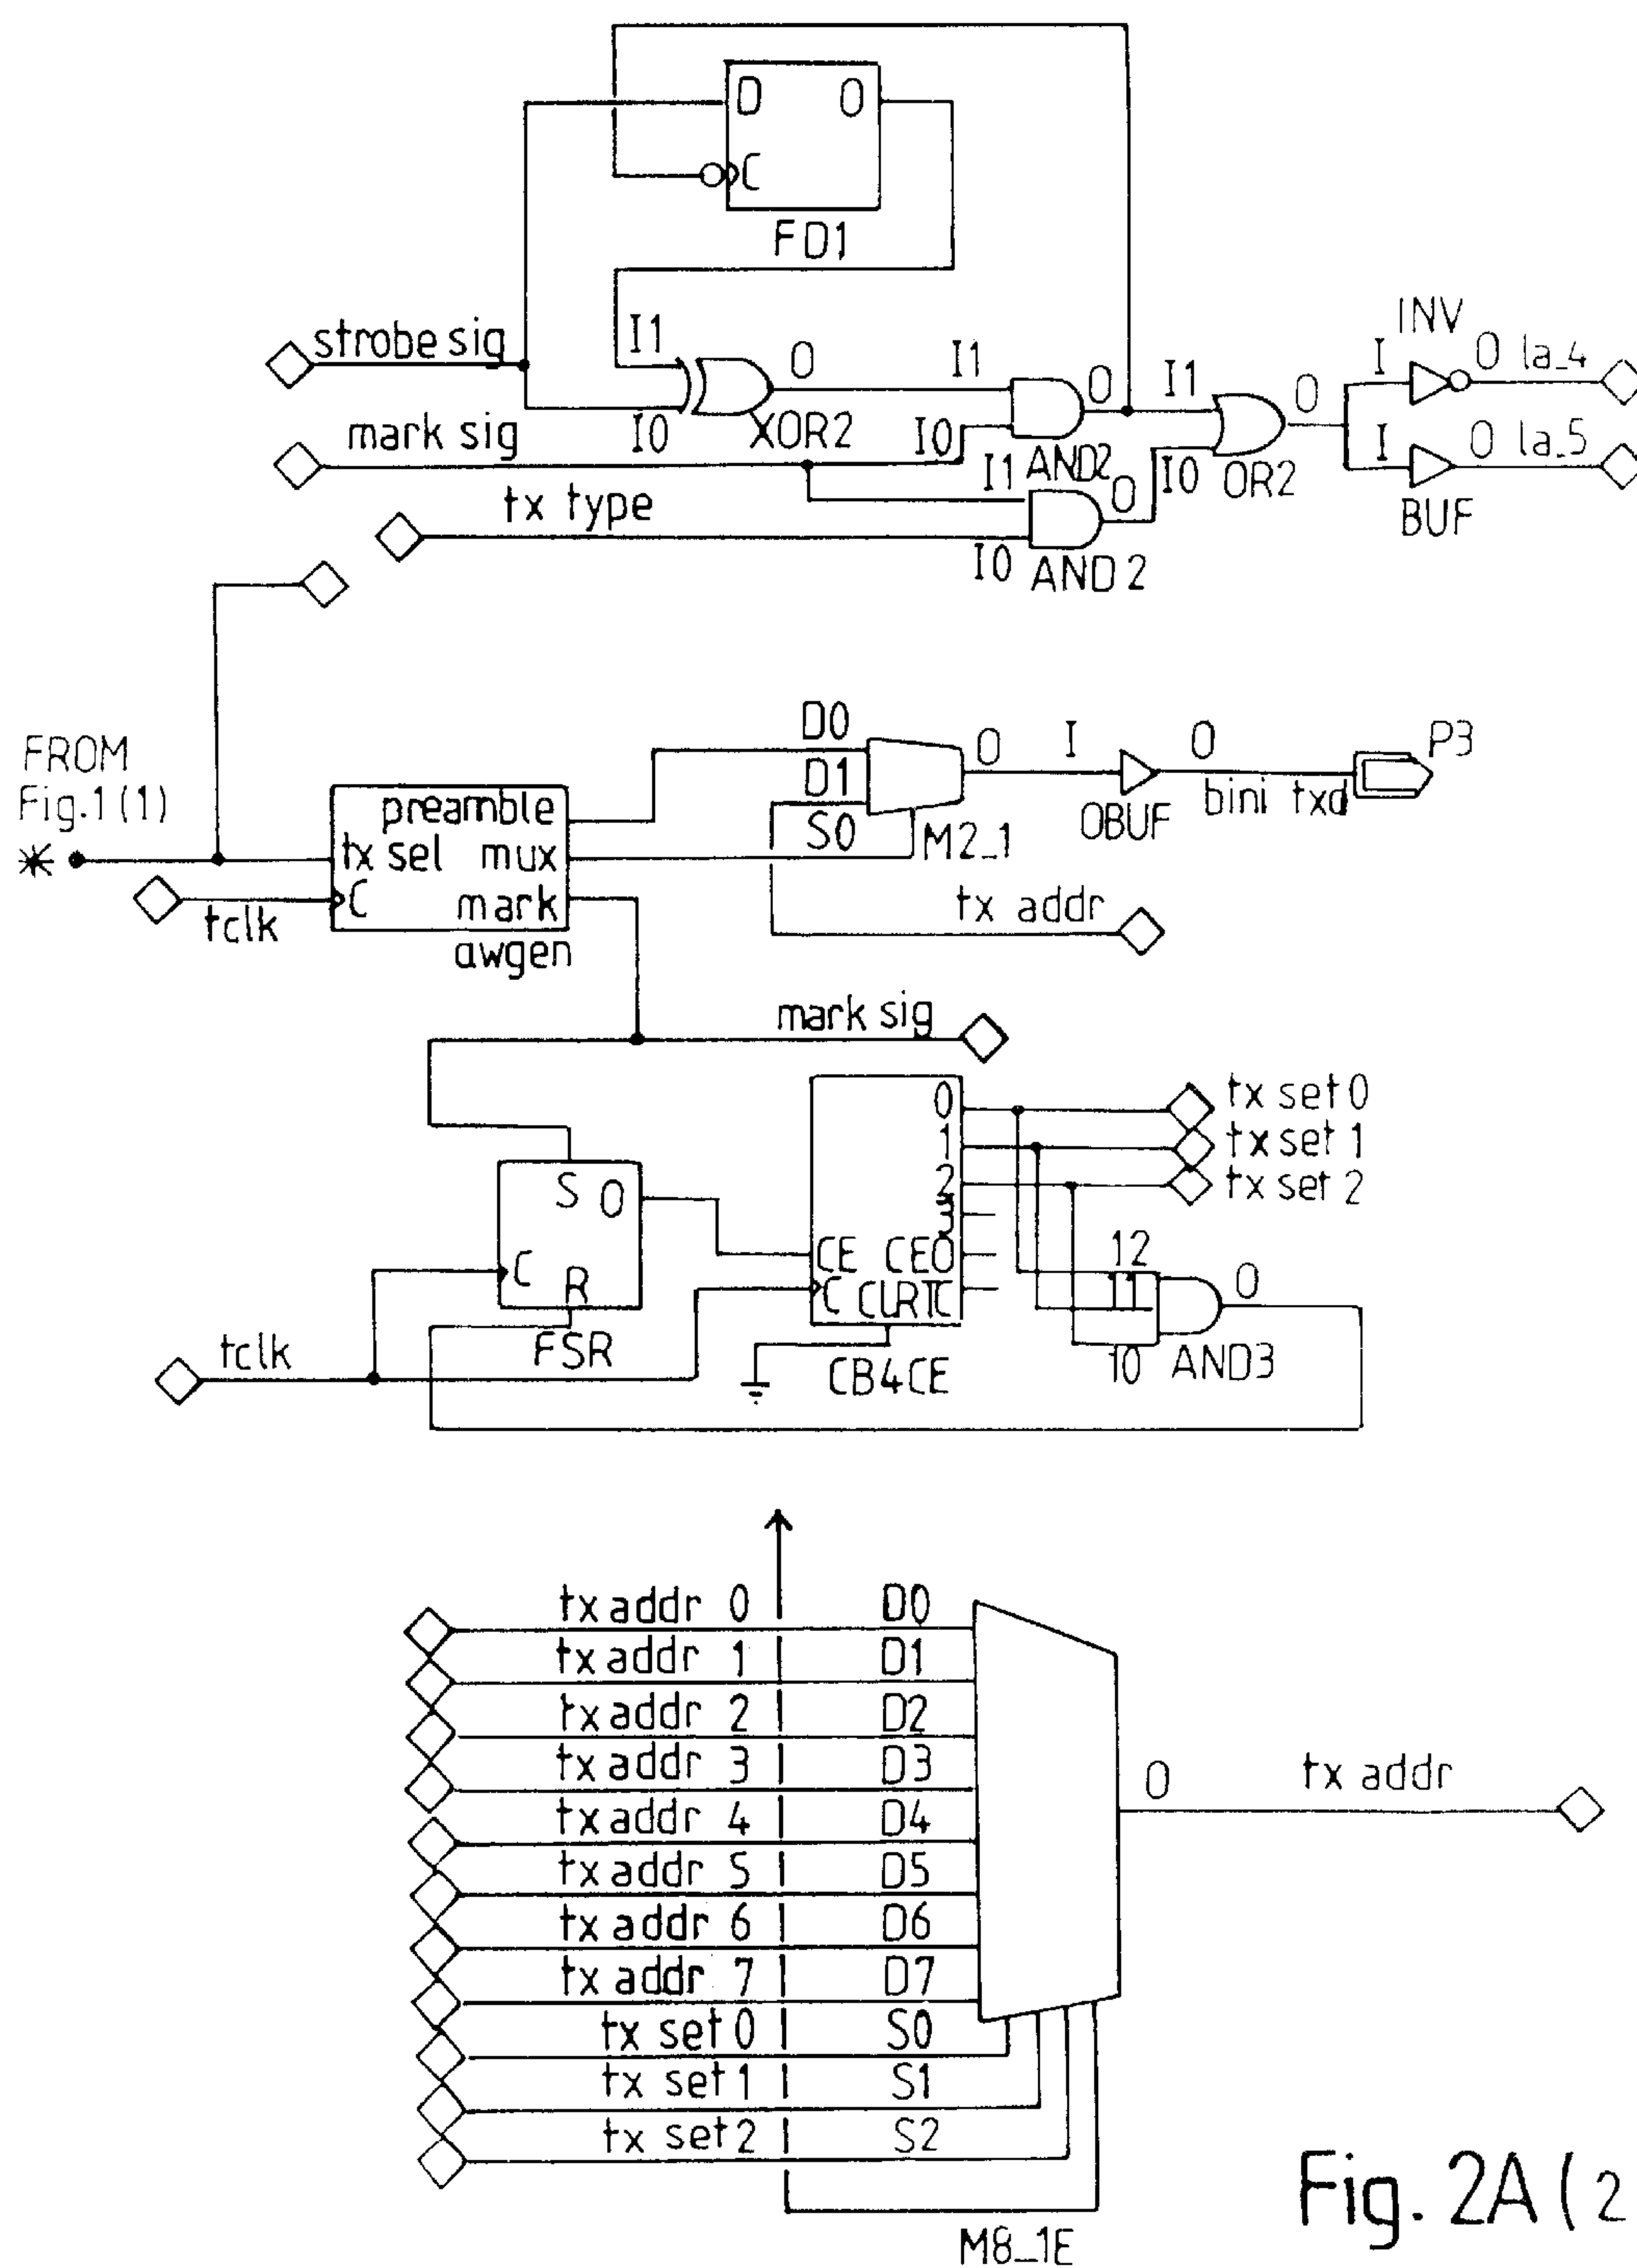 D O
C
FD1
strobe sig
I1 O
I0 XOR2
mark sig
I1 O
I0 AND2
tx type
I1 O
I0 AND 2
I1 O
I0 OR2
INV
I O la_4
I O la_5
BUF
FROM
Fig.1 (1)
*
preamble
tx sel mux
C mark
awgen
tclk
D0
D1 O
S0 M2_1
I O
OBUF
bini txd
P3
tx addr
mark sig
S O
C
R
FSR
tclk
0
1
2
3
CE CEO
C CLR TC
CB4CE
tx set 0
tx set 1
tx set 2
12
O
10 AND3
tx addr 0 D0
tx addr 1 D1
tx addr 2 D2
tx addr 3 D3
tx addr 4 D4
tx addr 5 D5
tx addr 6 D6
tx addr 7 D7
tx set 0 S0
tx set 1 S1
tx set 2 S2
O tx addr
M8_1E
Fig. 2A (2